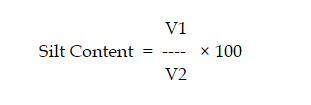 V1
Silt Content = ---- × 100
V2